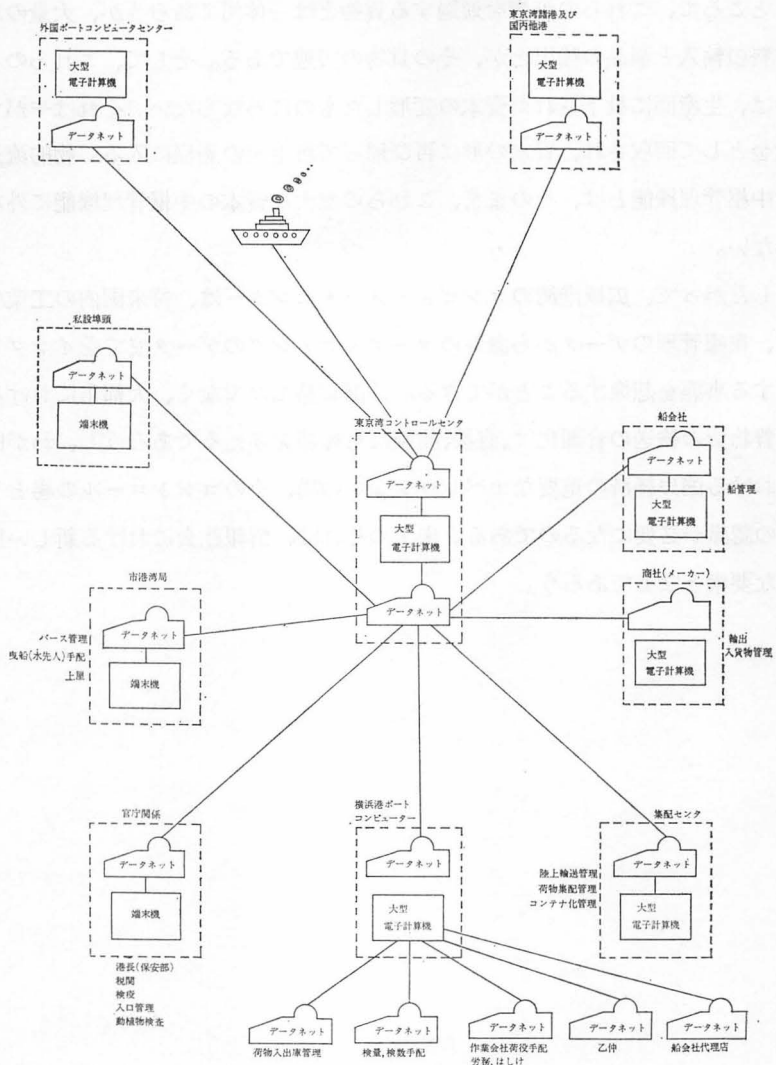 外国ポートコンピュータセンター
大型
電子計算機
データネット
東京湾諸港及び
国内他港
大型
電子計算機
データネット
私設埠頭
データネット
端末機
東京湾コントロールセンタ
データネット
大型
電子計算機
データネット
船会社
データネット
大型
電子計算機
船管理
市港湾局
データネット
端末機
バース管理
曳船(水先人)手配
上屋
商社(メーカー)
データネット
大型
電子計算機
輸出
入貨物管理
官庁関係
データネット
端末機
港長(保安部)
税関
検疫
入口管理
動植物検査
横浜港ポート
コンピューター
データネット
大型
電子計算機
集配センタ
データネット
大型
電子計算機
陸上輸送管理
荷物集配管理
コンテナ化管理
データネット
荷物入出庫管理
データネット
検量,検数手配
データネット
作業会社荷役手配
労務,はしけ
データネット
乙仲
データネット
船会社代理店